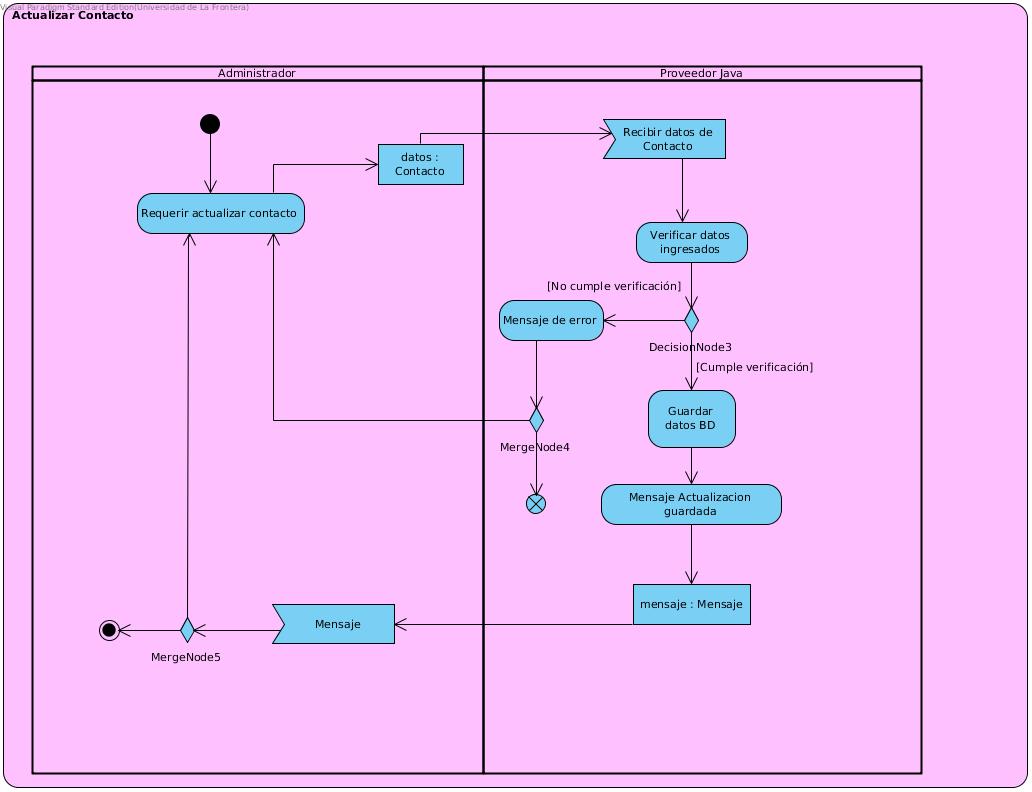 Visual Paradigm Standard Edition(Universidad de La Frontera)
Actualizar Contacto
Administrador
Proveedor Java
datos :
Contacto
Recibir datos de
Contacto
Requerir actualizar contacto
Verificar datos
ingresados
[No cumple verificación]
Mensaje de error
DecisionNode3
[Cumple verificación]
Guardar
datos BD
MergeNode4
Mensaje Actualizacion
guardada
mensaje : Mensaje
Mensaje
MergeNode5